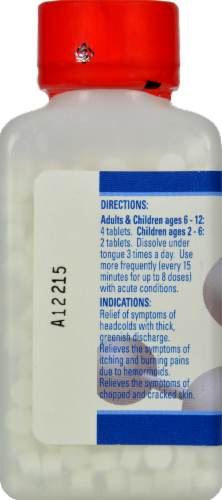 DIRECTIONS:
Adults & Children ages 6 - 12:
4 tablets. Children ages 2 - 6:
2 tablets. Dissolve under
tongue 3 times a day. Use
more frequently (every 15
minutes for up to 8 doses)
with acute conditions.
INDICATIONS:
Relief of symptoms of
headcolds with thick,
greenish discharge.
Relieves the symptoms of
itching and burning pains
due to hemorrhoids.
Relieves the symptoms of
chapped and cracked skin.
A12215